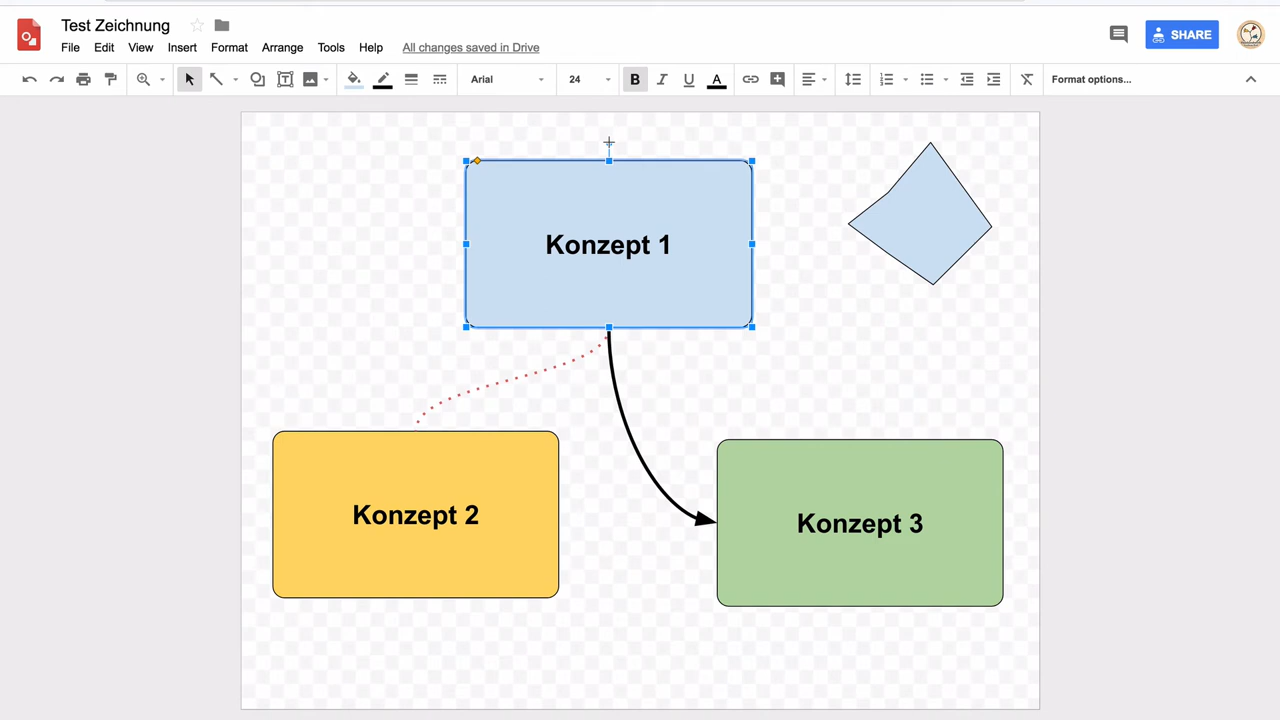 Test Zeichnung
File Edit View Insert Format Arrange Tools Help All changes saved in Drive
SHARE
Arial 24 B I U A Format options...
Konzept 1
Konzept 2
Konzept 3